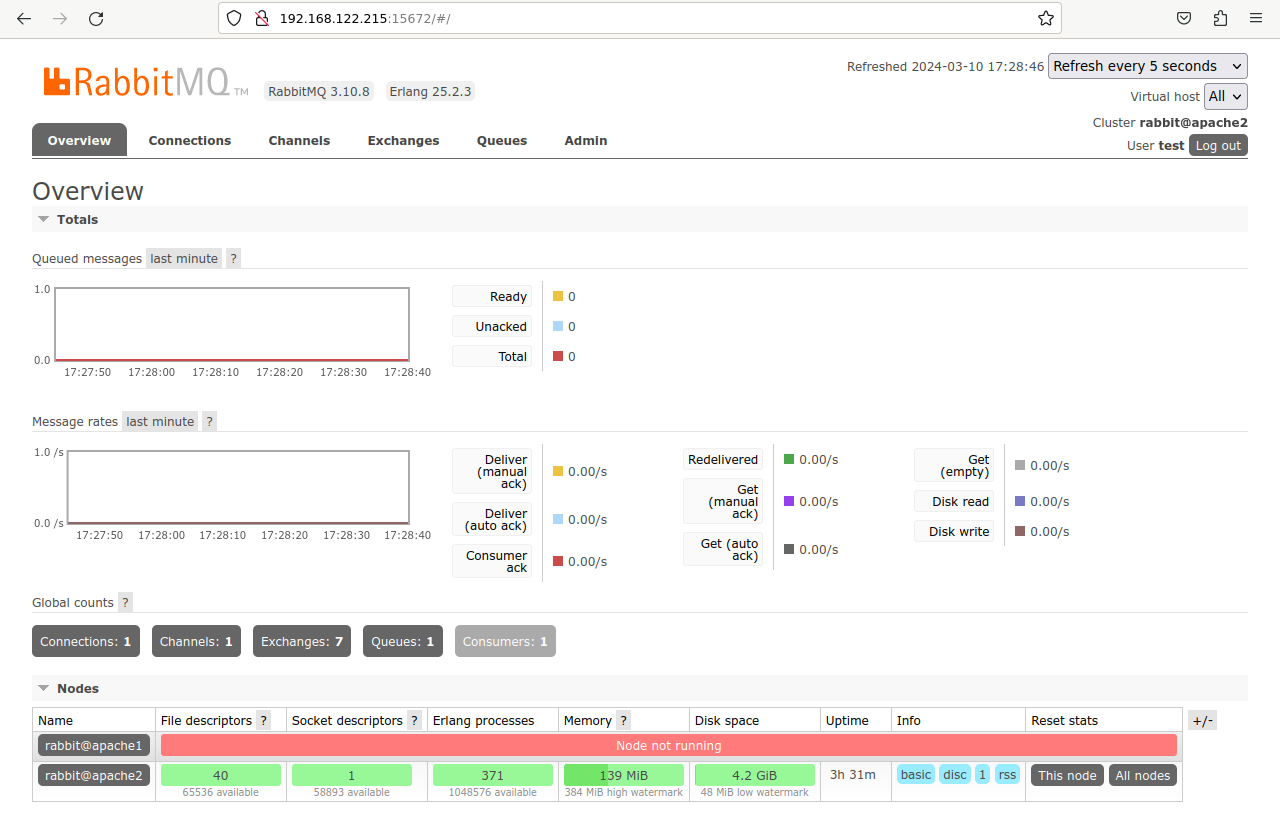 192.168.122.215:15672/#/
Refreshed 2024-03-10 17:28:46 Refresh every 5 seconds
RabbitMQ TM RabbitMQ 3.10.8 Erlang 25.2.3
Virtual host All
Cluster rabbit@apache2
User test Log out
Overview Connections Channels Exchanges Queues Admin
Overview
Totals
Queued messages last minute ?
1.0
0.0
17:27:50 17:28:00 17:28:10 17:28:20 17:28:30 17:28:40
Ready 0
Unacked 0
Total 0
Message rates last minute ?
1.0 /s
0.0 /s
17:27:50 17:28:00 17:28:10 17:28:20 17:28:30 17:28:40
Deliver
(manual
ack) 0.00/s
Deliver
(auto ack) 0.00/s
Consumer
ack 0.00/s
Redelivered 0.00/s
Get
(manual
ack) 0.00/s
Get (auto
ack) 0.00/s
Get
(empty) 0.00/s
Disk read 0.00/s
Disk write 0.00/s
Global counts ?
Connections: 1 Channels: 1 Exchanges: 7 Queues: 1 Consumers: 1
Nodes
Name File descriptors ? Socket descriptors ? Erlang processes Memory ? Disk space Uptime Info Reset stats +/-
rabbit@apache1 Node not running
rabbit@apache2 40 1 371 139 MiB 4.2 GiB 3h 31m basic disc 1 rss This node All nodes
65536 available 58893 available 1048576 available 384 MiB high watermark 48 MiB low watermark